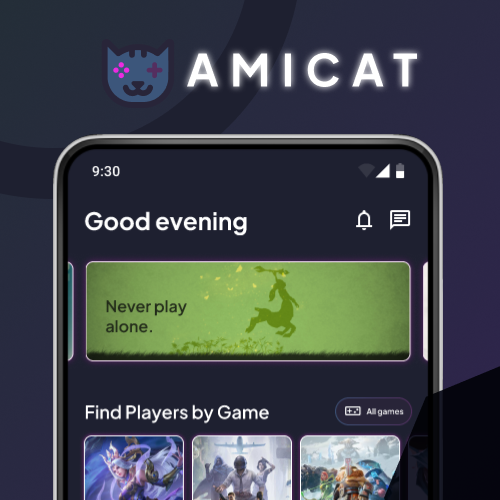 AMICAT
9:30
Good evening
Never play
alone.
Find Players by Game
All games